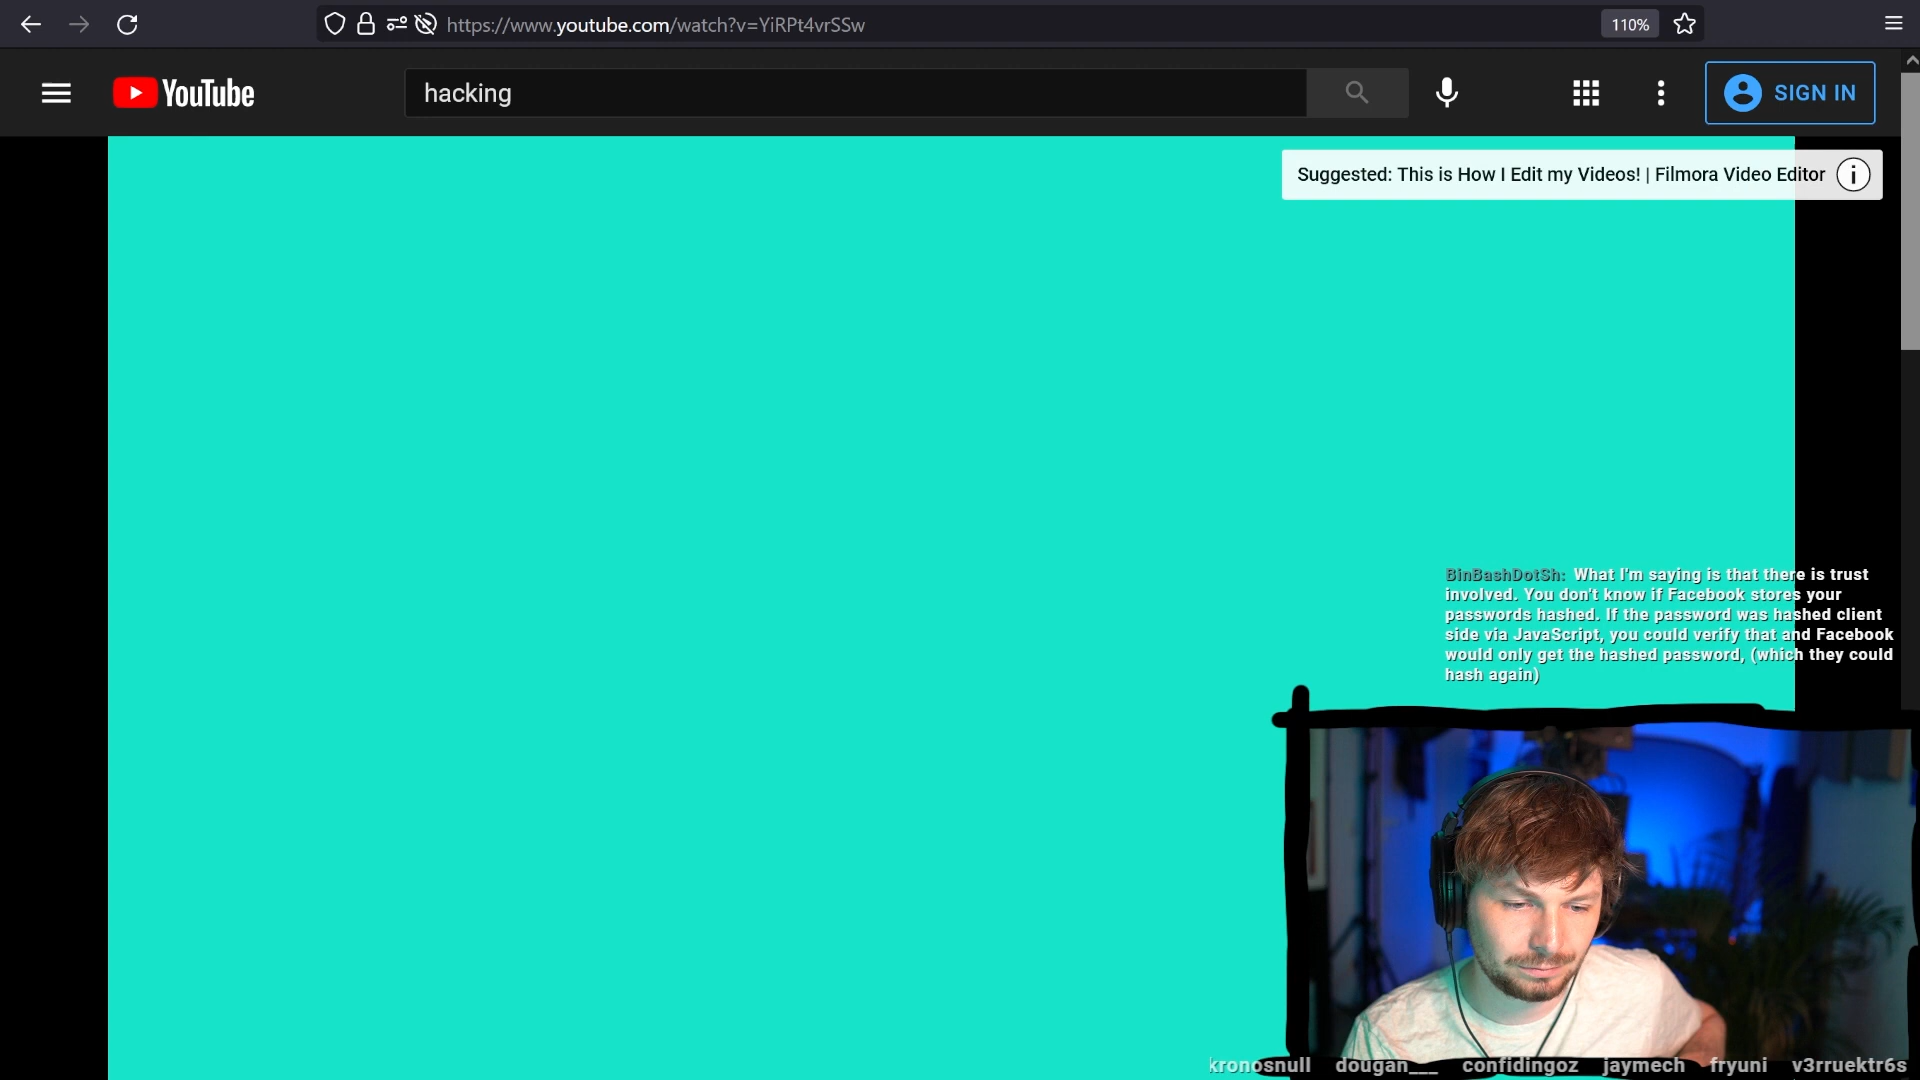 https://www.youtube.com/watch?v=YiRPt4vrSSw
110%
YouTube
hacking
SIGN IN
Suggested: This is How I Edit my Videos! | Filmora Video Editor
BinBashDotSh: What I'm saying is that there is trust
involved. You don't know if Facebook stores your
passwords hashed. If the password was hashed client
side via JavaScript, you could verify that and Facebook
would only get the hashed password, (which they could
hash again)
kronosnull dougan___ confidingoz jaymech fryuni v3rruektr6s